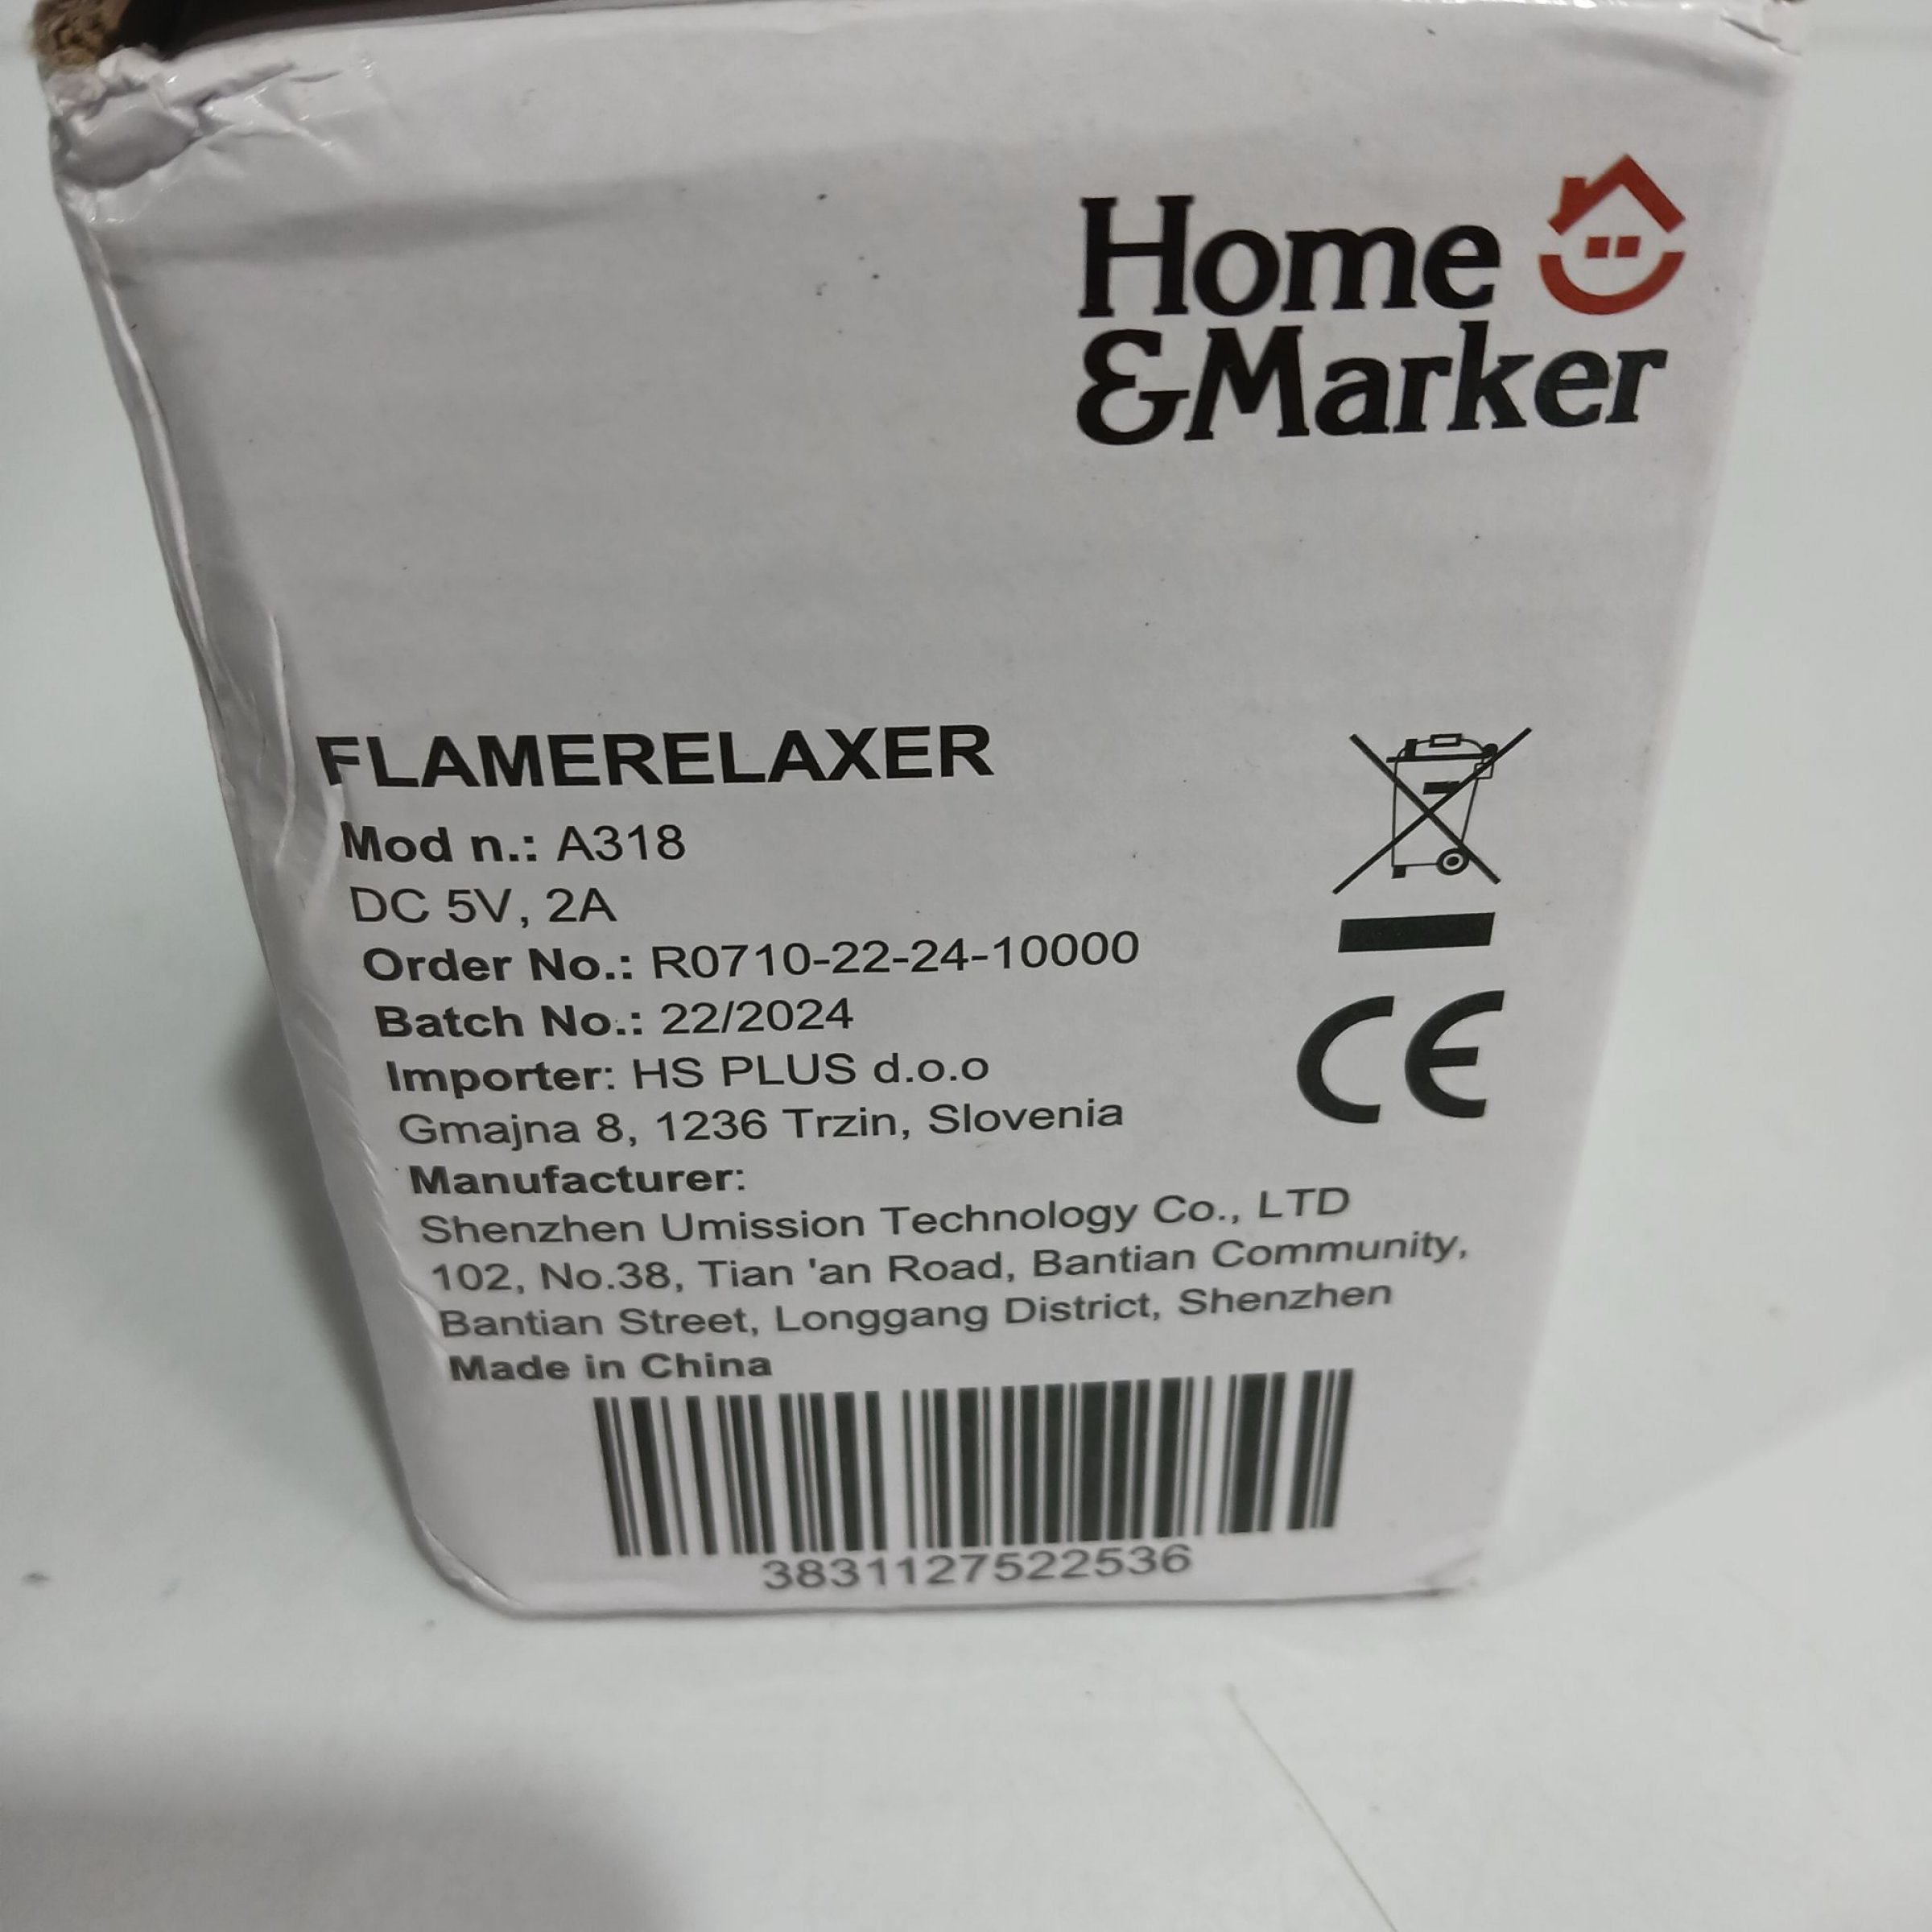 Home
&Marker
FLAMERELAXER
Mod n.: A318
DC 5V, 2A
Order No.: R0710-22-24-10000
Batch No.: 22/2024
Importer: HS PLUS d.o.o
Gmajna 8, 1236 Trzin, Slovenia
Manufacturer:
Shenzhen Umission Technology Co., LTD
102, No.38, Tian 'an Road, Bantian Community,
Bantian Street, Longgang District, Shenzhen
Made in China
CE
3831127522536